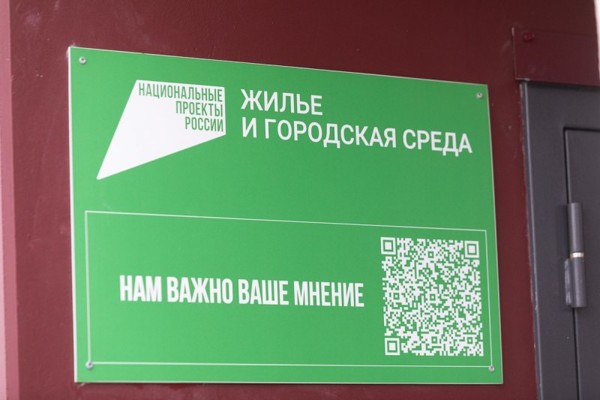 НАЦИОНАЛЬНЫЕ
ПРОЕКТЫ
РОССИИ
ЖИЛЬЕ
И ГОРОДСКАЯ СРЕДА
НАМ ВАЖНО ВАШЕ МНЕНИЕ